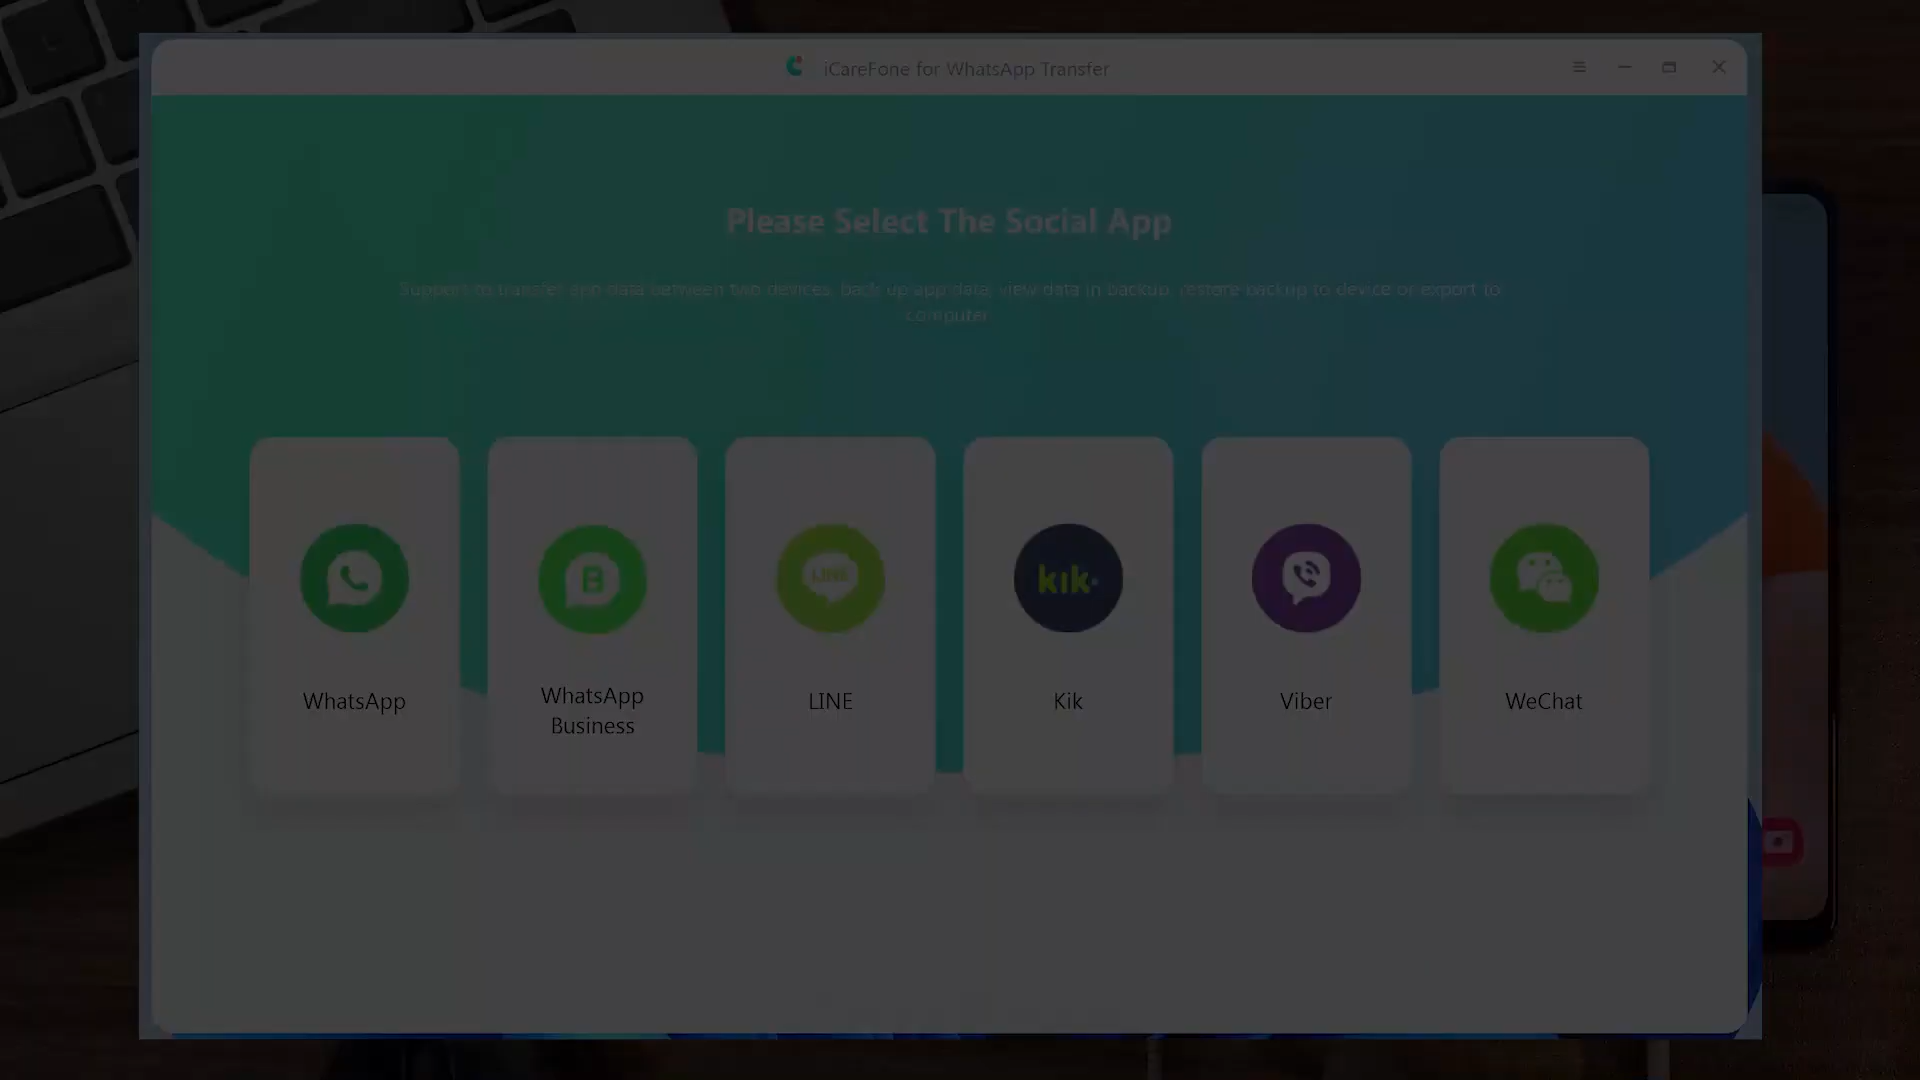 iCareFone for WhatsApp Transfer
Please Select The Social App
Support to transfer app data between two devices, back up app data, view data in backup, restore backup to device or export to
computer.
LINE
kik
WhatsApp
WhatsApp
Business
LINE
Kik
Viber
WeChat